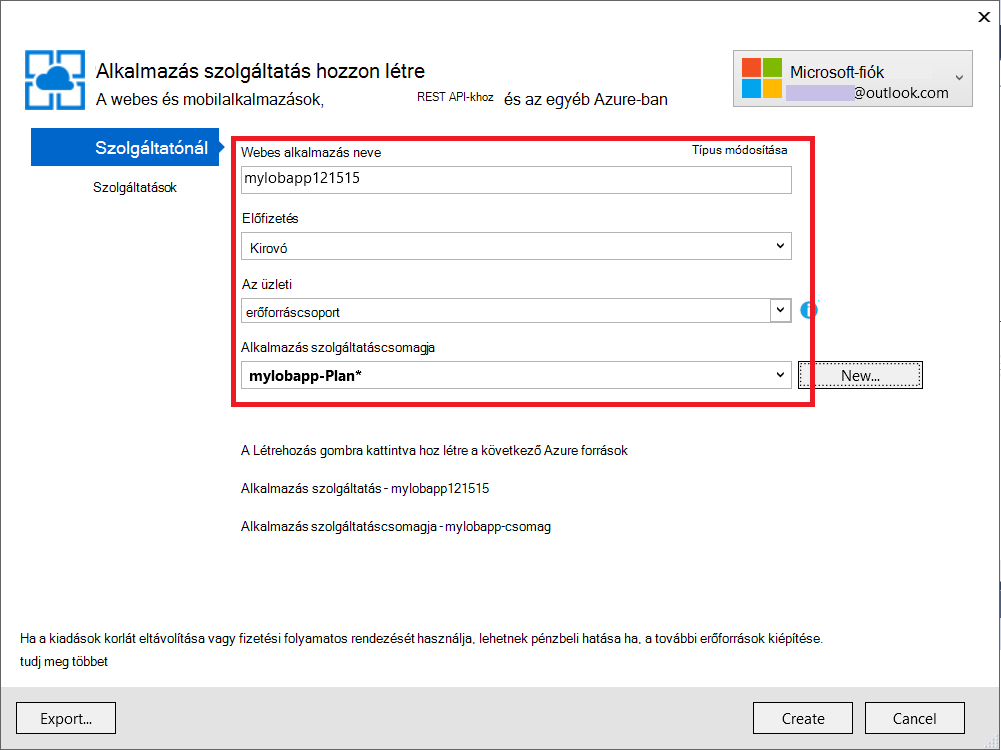 Alkalmazás szolgáltatás hozzon létre
A webes és mobilalkalmazások, REST API-khoz és az egyéb Azure-ban
Microsoft-fiók
@outlook.com
Szolgáltatónál
Szolgáltatások
Webes alkalmazás neve Típus módosítása
mylobapp121515
Előfizetés
Kirovó
Az üzleti
erőforráscsoport
Alkalmazás szolgáltatáscsomagja
mylobapp-Plan*
New...
A Létrehozás gombra kattintva hoz létre a következő Azure források
Alkalmazás szolgáltatás - mylobapp121515
Alkalmazás szolgáltatáscsomagja - mylobapp-csomag
Ha a kiadások korlát eltávolítása vagy fizetési folyamatos rendezését használja, lehetnek pénzbeli hatása ha, a további erőforrások kiépítése.
tudj meg többet
Export...
Create
Cancel